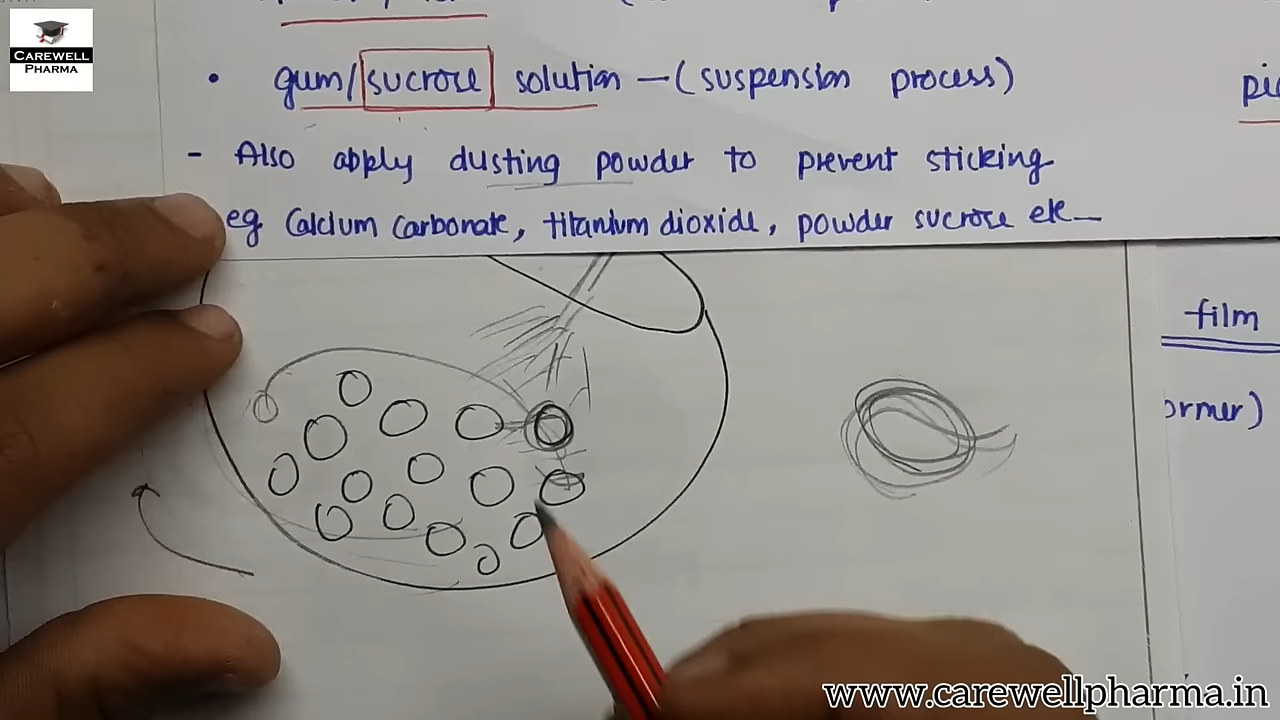 CAREWELL
PHARMA
• gum/sucrose solution – (suspension process)
- Also apply dusting powder to prevent sticking
eg Calcium carbonate, titanium dioxide, powder sucrose etc
film
ormer)
www.carewellpharma.in